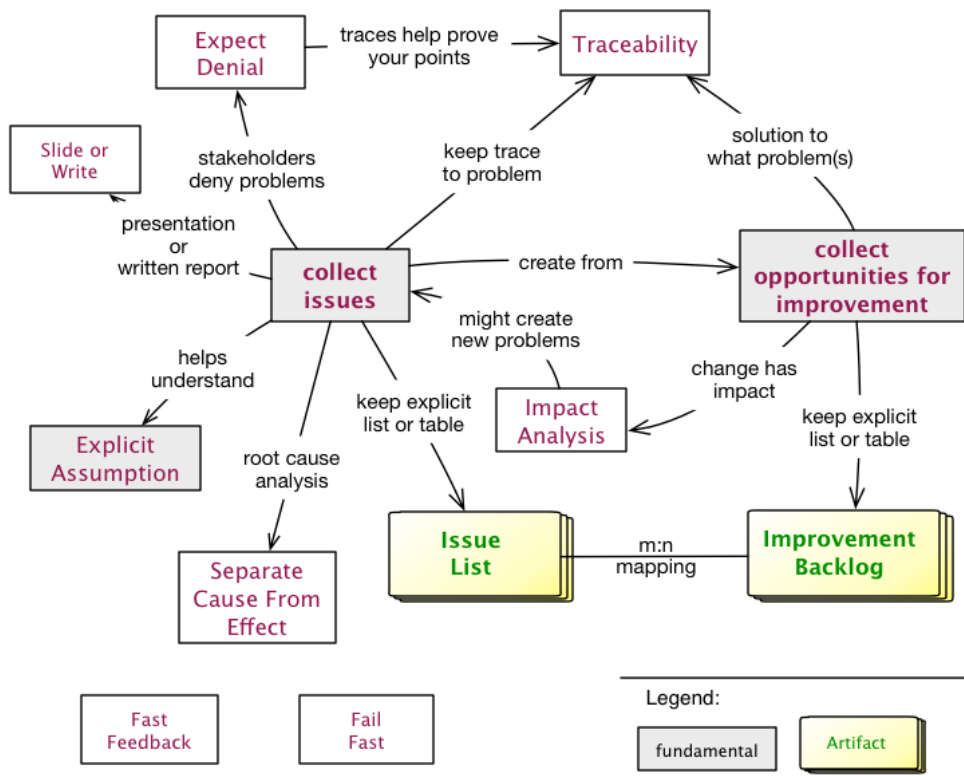 Expect
Denial
traces help prove
your points
Traceability
Slide or
Write
stakeholders
deny problems
keep trace
to problem
solution to
what problem(s)
presentation
or
written report
collect
issues
create from
collect
opportunities for
improvement
might create
new problems
helps
understand
change has
impact
keep explicit
list or table
Impact
Analysis
keep explicit
list or table
Explicit
Assumption
root cause
analysis
Issue
List
m:n
mapping
Improvement
Backlog
Separate
Cause From
Effect
Fast
Feedback
Fail
Fast
Legend:
fundamental
Artifact